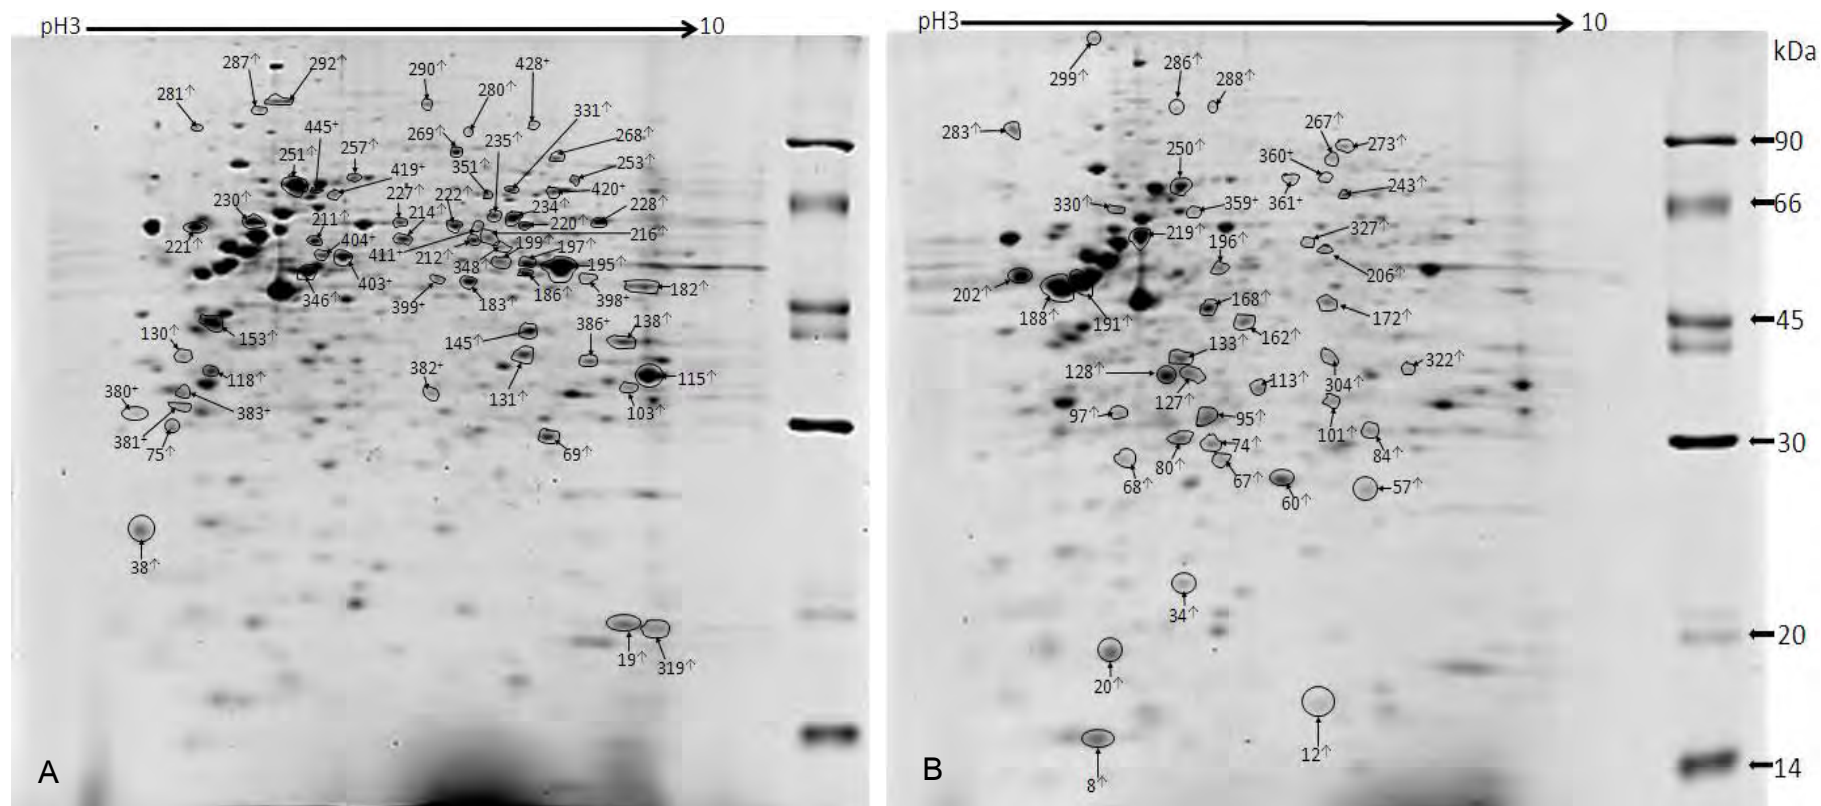 pH3 10
287↑ 292↑ 290↑ 428⁺
281↑ 280↑ 331↑
445⁺ 269↑ 235↑ 268↑
251↑ 257↑ 351↑ 253↑
419⁺ 420⁺
230↑ 227↑ 222↑ 234↑ 228↑
211↑ 214↑ 220↑
221↑ 404⁺ 411⁺ 216↑
212↑ 199↑ 197↑
348↑ 195↑
346↑ 403⁺ 399⁺ 183↑ 186↑ 398⁺ 182↑
130↑ 153↑ 145↑ 386⁺ 138↑
118↑ 382⁺ 115↑
380⁺ 383⁺ 131↑ 103↑
381⁺
75↑ 69↑
38↑
19↑ 319↑
A
pH3 10
kDa
299↑ 286↑ 288↑
283↑ 267↑ 273↑ 90
250↑ 360⁺
330↑ 359⁺ 361⁺ 243↑ 66
219↑ 196↑ 327↑
206↑
202↑
188↑ 191↑ 168↑ 172↑ 45
133↑ 162↑
128↑ 322↑
127↑ 113↑ 304↑
97↑ 95↑ 101↑
80↑ 74↑ 84↑ 30
68↑ 67↑
60↑ 57↑
34↑
20
20↑
12↑
8↑ 14
B